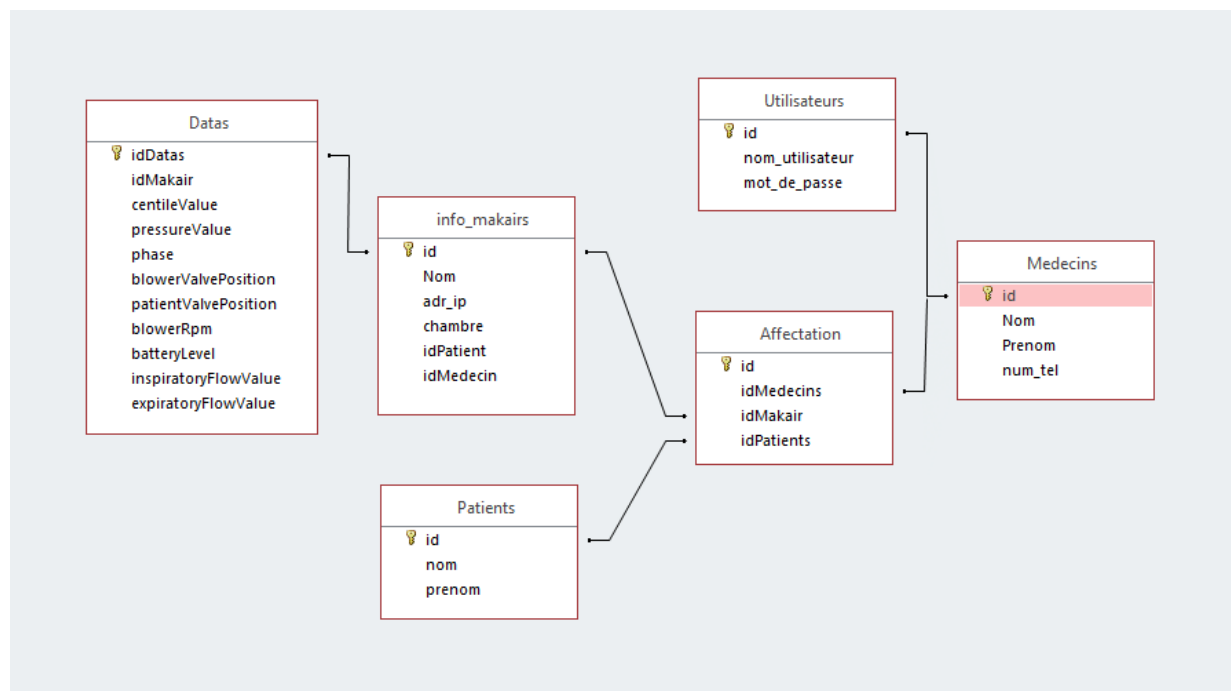 Datas
idDatas
idMakair
centileValue
pressureValue
phase
blowerValvePosition
patientValvePosition
blowerRpm
batteryLevel
inspiratoryFlowValue
expiratoryFlowValue
info_makairs
id
Nom
adr_ip
chambre
idPatient
idMedecin
Patients
id
nom
prenom
Utilisateurs
id
nom_utilisateur
mot_de_passe
Affectation
id
idMedecins
idMakair
idPatients
Medecins
id
Nom
Prenom
num_tel